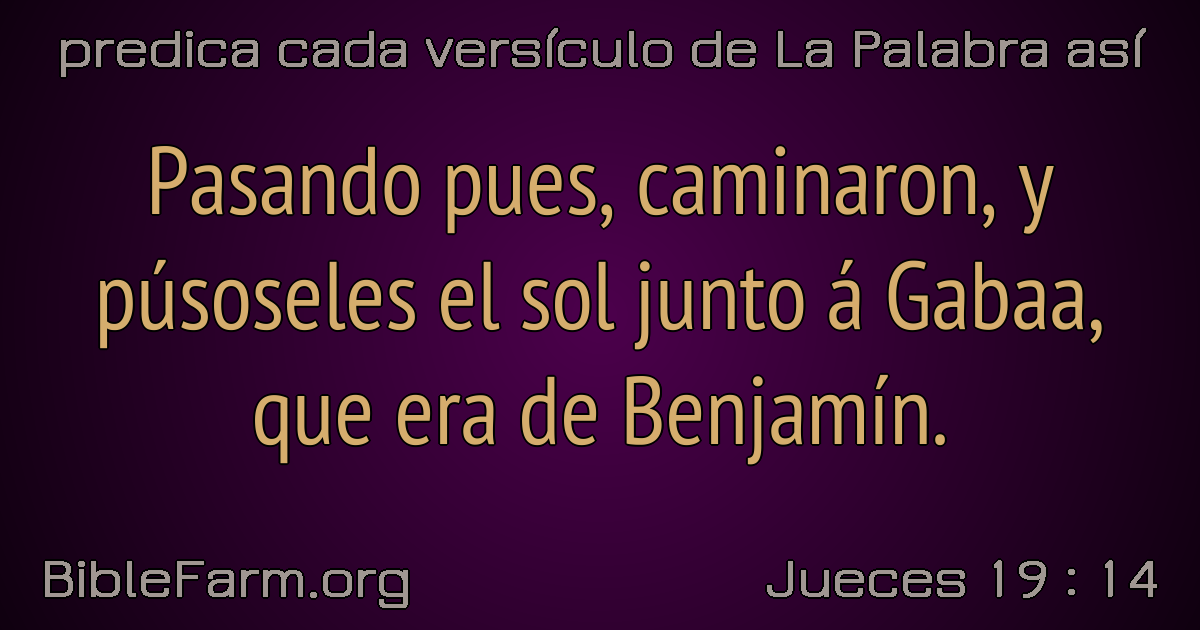 predica cada versículo de La Palabra así
Pasando pues, caminaron, y
púsoseles el sol junto á Gabaa,
que era de Benjamín.
BibleFarm.org
Jueces 19 : 14